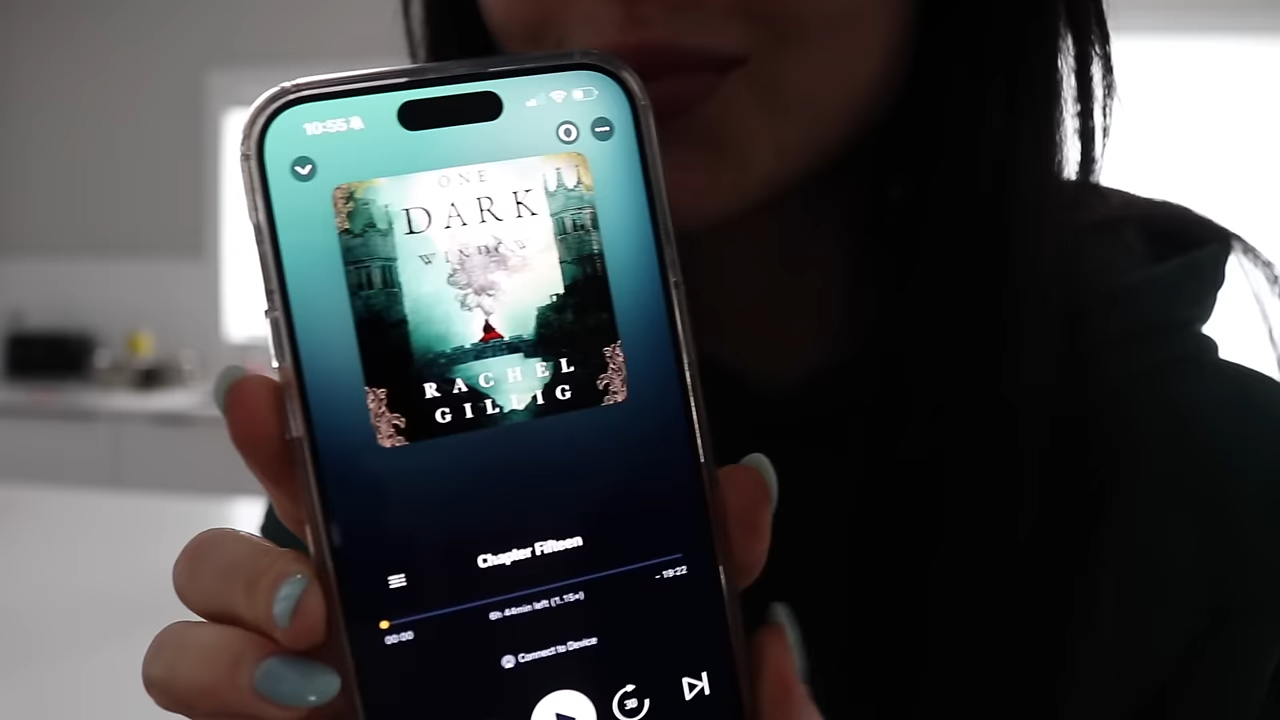 10:55
ONE
DARK
WINDOW
RACHEL
GILLIG
Chapter Fifteen
00:00
- 19:22
6h 44min left (1.15x)
Connect to Device
30